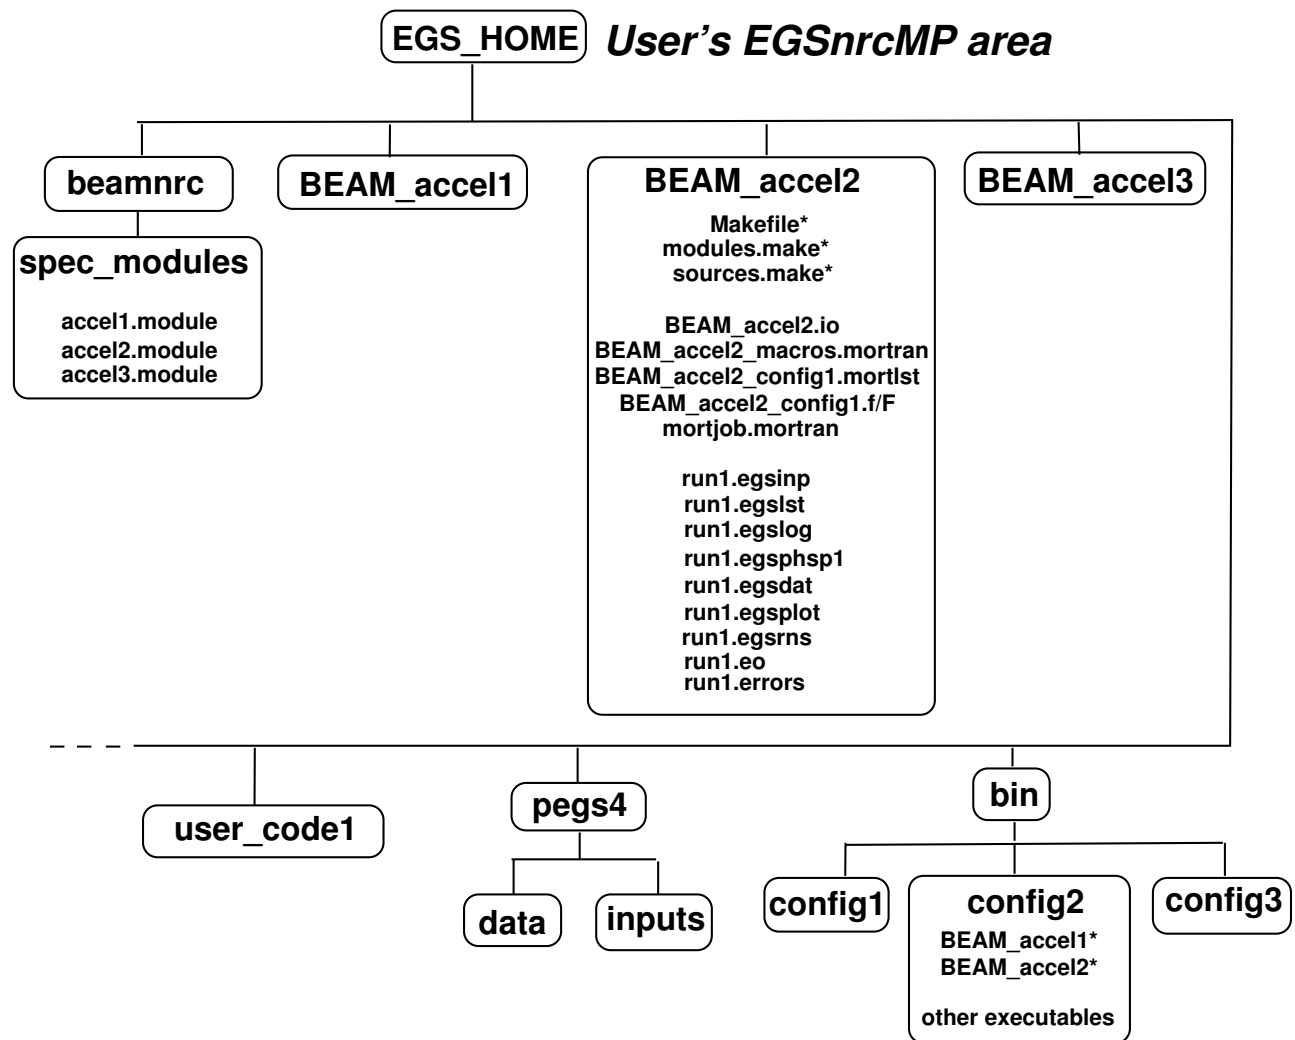 EGS_HOME User's EGSnrcMP area
beamnrc
BEAM_accel1
BEAM_accel2
BEAM_accel3
spec_modules
accel1.module
accel2.module
accel3.module
Makefile*
modules.make*
sources.make*
BEAM_accel2.io
BEAM_accel2_macros.mortran
BEAM_accel2_config1.mortlst
BEAM_accel2_config1.f/F
mortjob.mortran
run1.egsinp
run1.egslst
run1.egslog
run1.egsphsp1
run1.egsdat
run1.egsplot
run1.egsrns
run1.eo
run1.errors
user_code1
pegs4
bin
data
inputs
config1
config2
config3
BEAM_accel1*
BEAM_accel2*
other executables